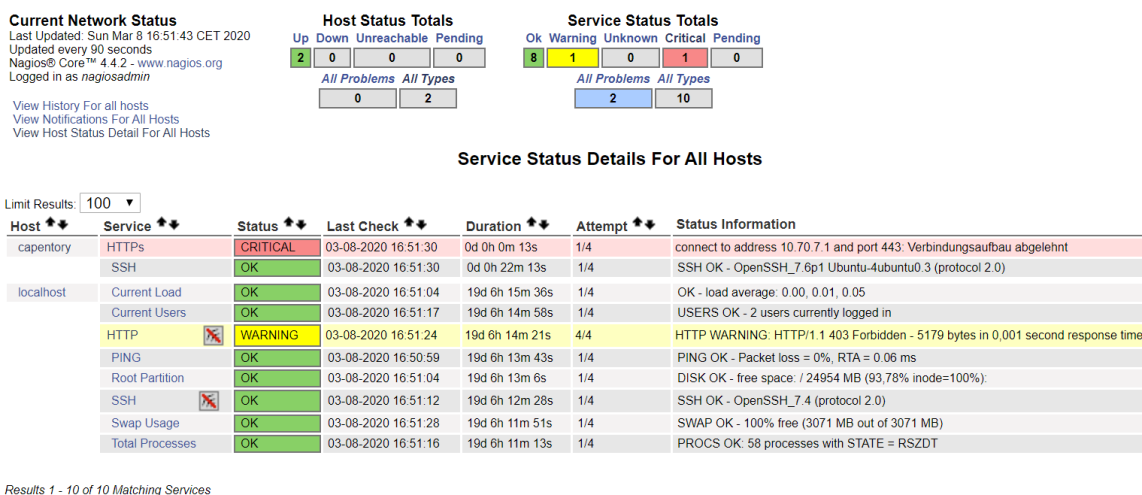 Current Network Status
Last Updated: Sun Mar 8 16:51:43 CET 2020
Updated every 90 seconds
Nagios® Core™ 4.4.2 - www.nagios.org
Logged in as nagiosadmin
View History For all hosts
View Notifications For All Hosts
View Host Status Detail For All Hosts
Host Status Totals
Up Down Unreachable Pending
2 0 0 0
All Problems All Types
0 2
Service Status Totals
Ok Warning Unknown Critical Pending
8 1 0 1 0
All Problems All Types
2 10
Service Status Details For All Hosts
Limit Results: 100
Host Service Status Last Check Duration Attempt Status Information
capentory HTTPs CRITICAL 03-08-2020 16:51:30 0d 0h 0m 13s 1/4 connect to address 10.70.7.1 and port 443: Verbindungsaufbau abgelehnt
SSH OK 03-08-2020 16:51:30 0d 0h 22m 13s 1/4 SSH OK - OpenSSH_7.6p1 Ubuntu-4ubuntu0.3 (protocol 2.0)
localhost Current Load OK 03-08-2020 16:51:04 19d 6h 15m 36s 1/4 OK - load average: 0.00, 0.01, 0.05
Current Users OK 03-08-2020 16:51:17 19d 6h 14m 58s 1/4 USERS OK - 2 users currently logged in
HTTP WARNING 03-08-2020 16:51:24 19d 6h 14m 21s 4/4 HTTP WARNING: HTTP/1.1 403 Forbidden - 5179 bytes in 0,001 second response time
PING OK 03-08-2020 16:50:59 19d 6h 13m 43s 1/4 PING OK - Packet loss = 0%, RTA = 0.06 ms
Root Partition OK 03-08-2020 16:51:04 19d 6h 13m 6s 1/4 DISK OK - free space: / 24954 MB (93,78% inode=100%):
SSH OK 03-08-2020 16:51:12 19d 6h 12m 28s 1/4 SSH OK - OpenSSH_7.4 (protocol 2.0)
Swap Usage OK 03-08-2020 16:51:28 19d 6h 11m 51s 1/4 SWAP OK - 100% free (3071 MB out of 3071 MB)
Total Processes OK 03-08-2020 16:51:16 19d 6h 11m 13s 1/4 PROCS OK: 58 processes with STATE = RSZDT
Results 1 - 10 of 10 Matching Services